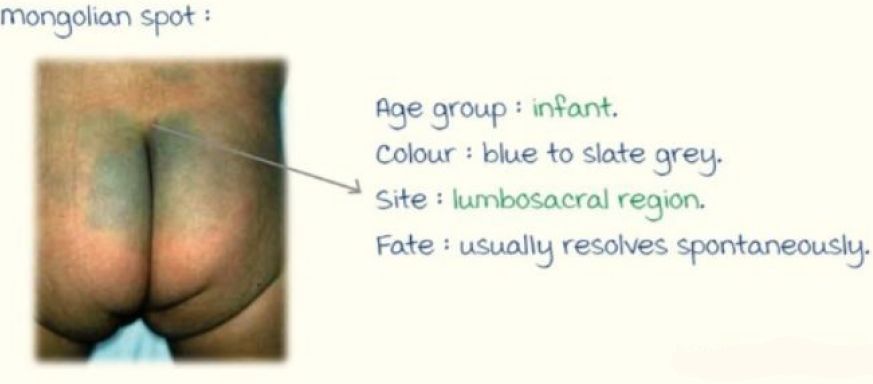 mongolian spot :
Age group : infant.
Colour : blue to slate grey.
Site : lumbosacral region.
Fate : usually resolves spontaneously.